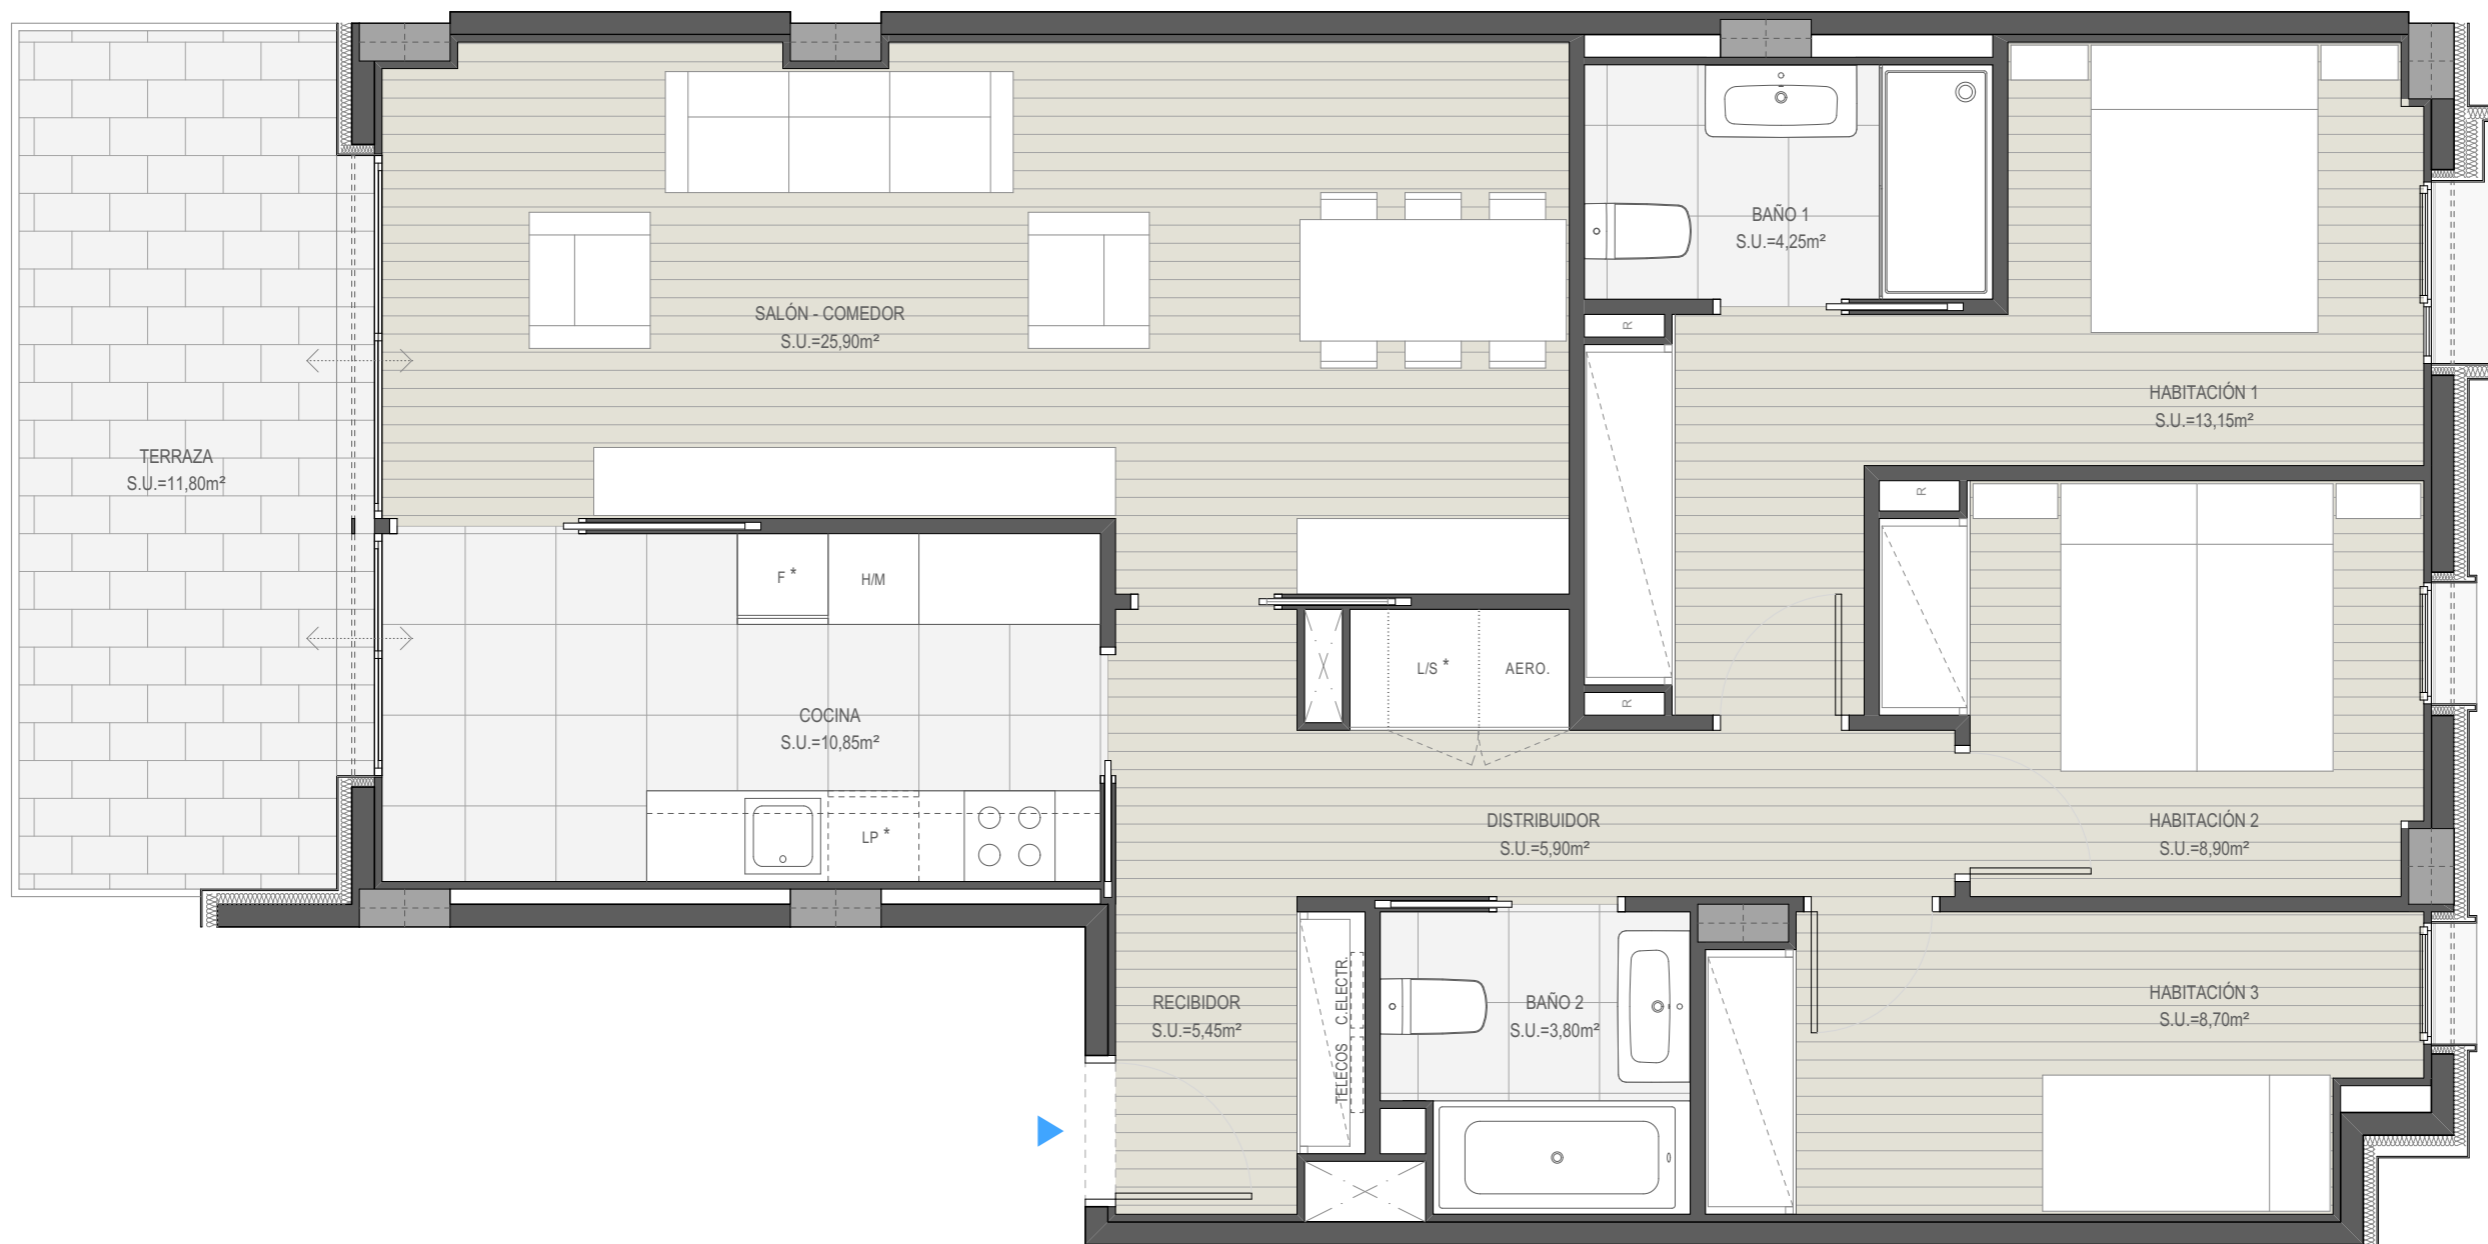 BAÑO 1
S.U.=4,25m²
SALÓN - COMEDOR
S.U.=25,90m²
R
HABITACIÓN 1
S.U.=13,15m²
TERRAZA
S.U.=11,80m²
R
F *
H/M
L/S *
AERO.
R
COCINA
S.U.=10,85m²
LP *
DISTRIBUIDOR
S.U.=5,90m²
HABITACIÓN 2
S.U.=8,90m²
RECIBIDOR
S.U.=5,45m²
TELECOS C.ELECTR.
BAÑO 2
S.U.=3,80m²
HABITACIÓN 3
S.U.=8,70m²